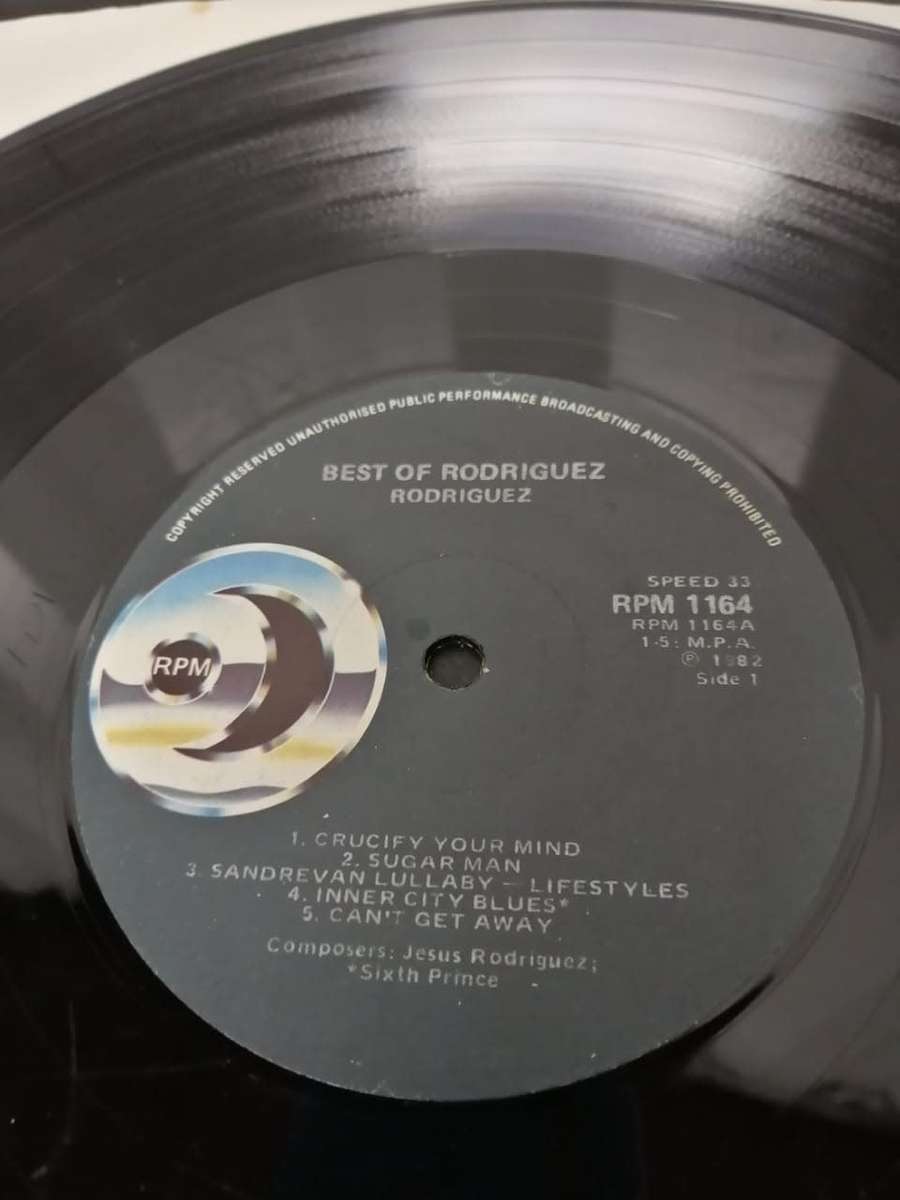 COPYRIGHT RESERVED UNAUTHORISED PUBLIC PERFORMANCE BROADCASTING AND COPYING PROHIBITED
BEST OF RODRIGUEZ
RODRIGUEZ
SPEED 33
RPM 1164
RPM 1164A
1-5: M.P.A.
℗ 1982
Side 1
RPM
1. CRUCIFY YOUR MIND
2. SUGAR MAN
3. SANDREVAN LULLABY — LIFESTYLES
4. INNER CITY BLUES*
5. CAN'T GET AWAY
Composers: Jesus Rodriguez;
*Sixth Prince